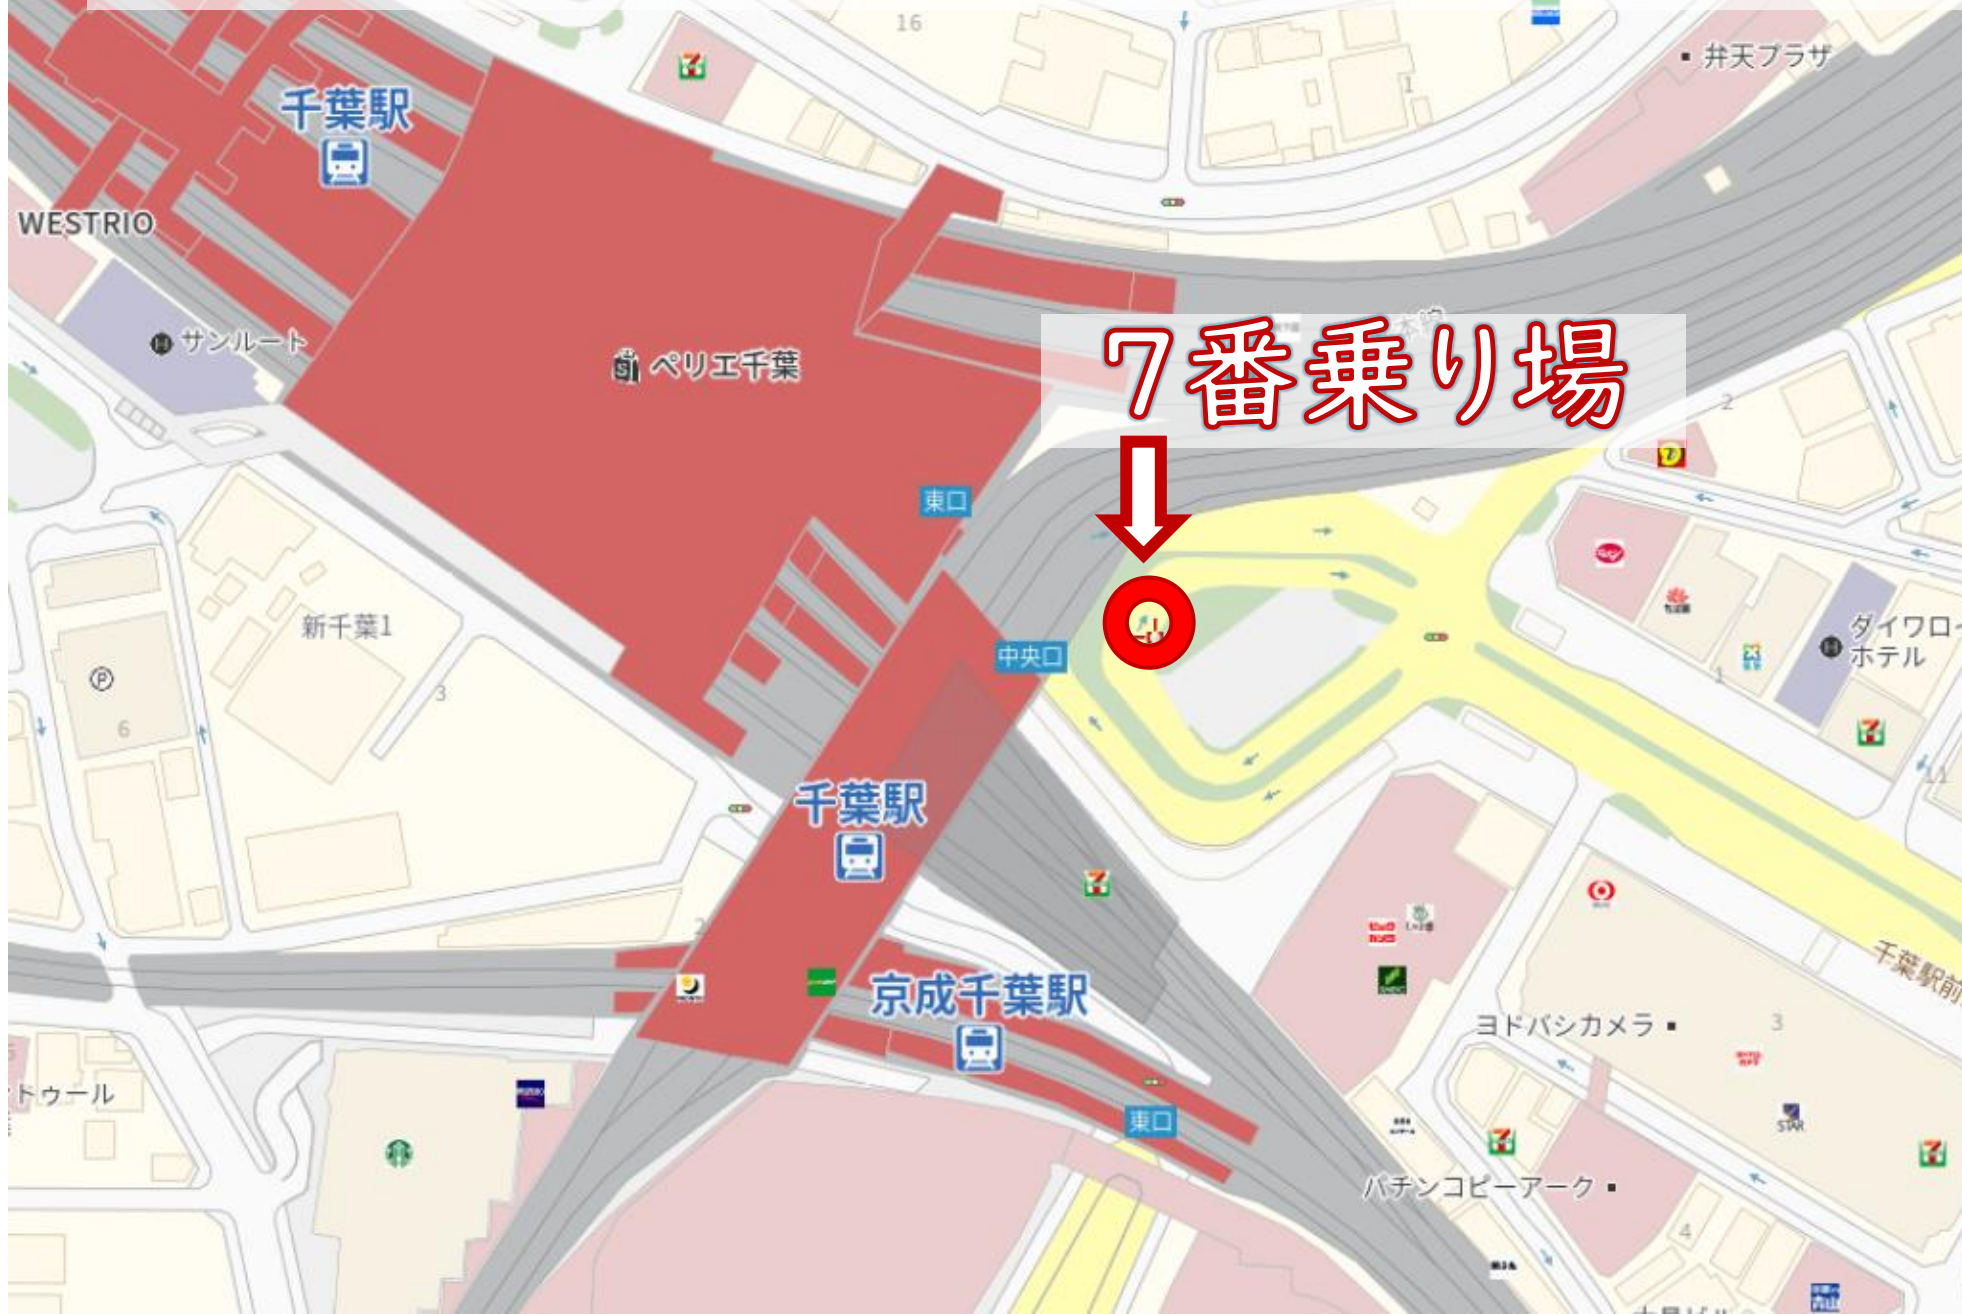 16
弁天プラザ
1
千葉駅
WESTRIO
サンルート
ペリエ千葉
7番乗り場
2
東口
新千葉1
中央口
ダイワロイ
ホテル
P
3
6
1
11
千葉駅
京成千葉駅
千葉駅前
ヨドバシカメラ
3
トゥール
東口
STAR
パチンコピーアーク
4